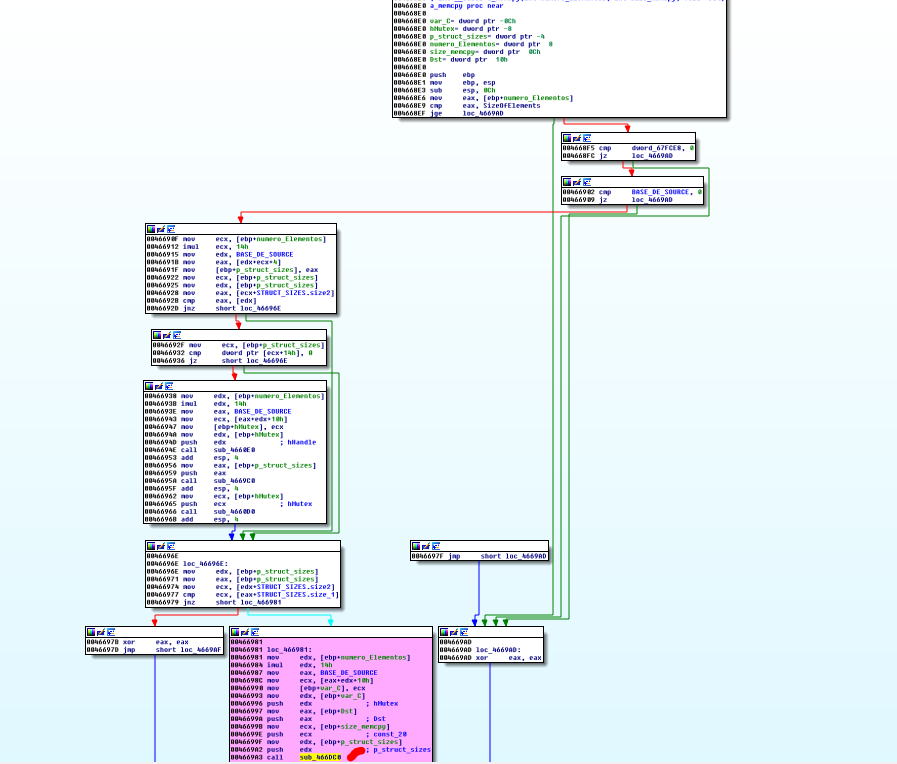 004668E0 a_memcpy proc near
004668E0
004668E0 var_C= dword ptr -0Ch
004668E0 hMutex= dword ptr -8
004668E0 p_struct_sizes= dword ptr -4
004668E0 numero_Elementos= dword ptr  8
004668E0 size_memcpy= dword ptr  0Ch
004668E0 Dst= dword ptr  10h
004668E0
004668E0 push ebp
004668E1 mov ebp, esp
004668E3 sub esp, 0Ch
004668E6 mov eax, [ebp+numero_Elementos]
004668E9 cmp eax, SizeOfElements
004668EF jge loc_4669AD
004668F5 cmp dword_67FCE8, 0
004668FC jz loc_4669AD
00466902 cmp BASE_DE_SOURCE, 0
00466909 jz loc_4669AD
0046690F mov ecx, [ebp+numero_Elementos]
00466912 imul ecx, 14h
00466915 mov edx, BASE_DE_SOURCE
0046691B mov eax, [edx+ecx+4]
0046691F mov [ebp+p_struct_sizes], eax
00466922 mov ecx, [ebp+p_struct_sizes]
00466925 mov edx, [ebp+p_struct_sizes]
00466928 mov eax, [ecx+STRUCT_SIZES.size2]
0046692B cmp eax, [edx]
0046692D jnz short loc_46696E
0046692F mov ecx, [ebp+p_struct_sizes]
00466932 cmp dword ptr [ecx+14h], 0
00466936 jz short loc_46696E
00466938 mov edx, [ebp+numero_Elementos]
0046693B imul edx, 14h
0046693E mov eax, BASE_DE_SOURCE
00466943 mov ecx, [eax+edx+10h]
00466947 mov [ebp+hMutex], ecx
0046694A mov edx, [ebp+hMutex]
0046694D push edx ; hHandle
0046694E call sub_4660E0
00466953 add esp, 4
00466956 mov eax, [ebp+p_struct_sizes]
00466959 push eax
0046695A call sub_4669C0
0046695F add esp, 4
00466962 mov ecx, [ebp+hMutex]
00466965 push ecx ; hMutex
00466966 call sub_4660D0
0046696B add esp, 4
0046696E
0046696E loc_46696E:
0046696E mov edx, [ebp+p_struct_sizes]
00466971 mov eax, [ebp+p_struct_sizes]
00466974 mov ecx, [edx+STRUCT_SIZES.size2]
00466977 cmp ecx, [eax+STRUCT_SIZES.size_1]
00466979 jnz short loc_466981
0046697F jmp short loc_4669AD
0046697B xor eax, eax
0046697D jmp short loc_4669AF
00466981
00466981 loc_466981:
00466981 mov edx, [ebp+numero_Elementos]
00466984 imul edx, 14h
00466987 mov eax, BASE_DE_SOURCE
0046698C mov ecx, [eax+edx+10h]
00466990 mov [ebp+var_C], ecx
00466993 mov edx, [ebp+var_C]
00466996 push edx ; hMutex
00466997 mov eax, [ebp+Dst]
0046699A push eax ; Dst
0046699B mov ecx, [ebp+size_memcpy]
0046699E push ecx ; const_20
0046699F mov edx, [ebp+p_struct_sizes]
004669A2 push edx ; p_struct_sizes
004669A3 call sub_466DC0
004669AD
004669AD loc_4669AD:
004669AD xor eax, eax